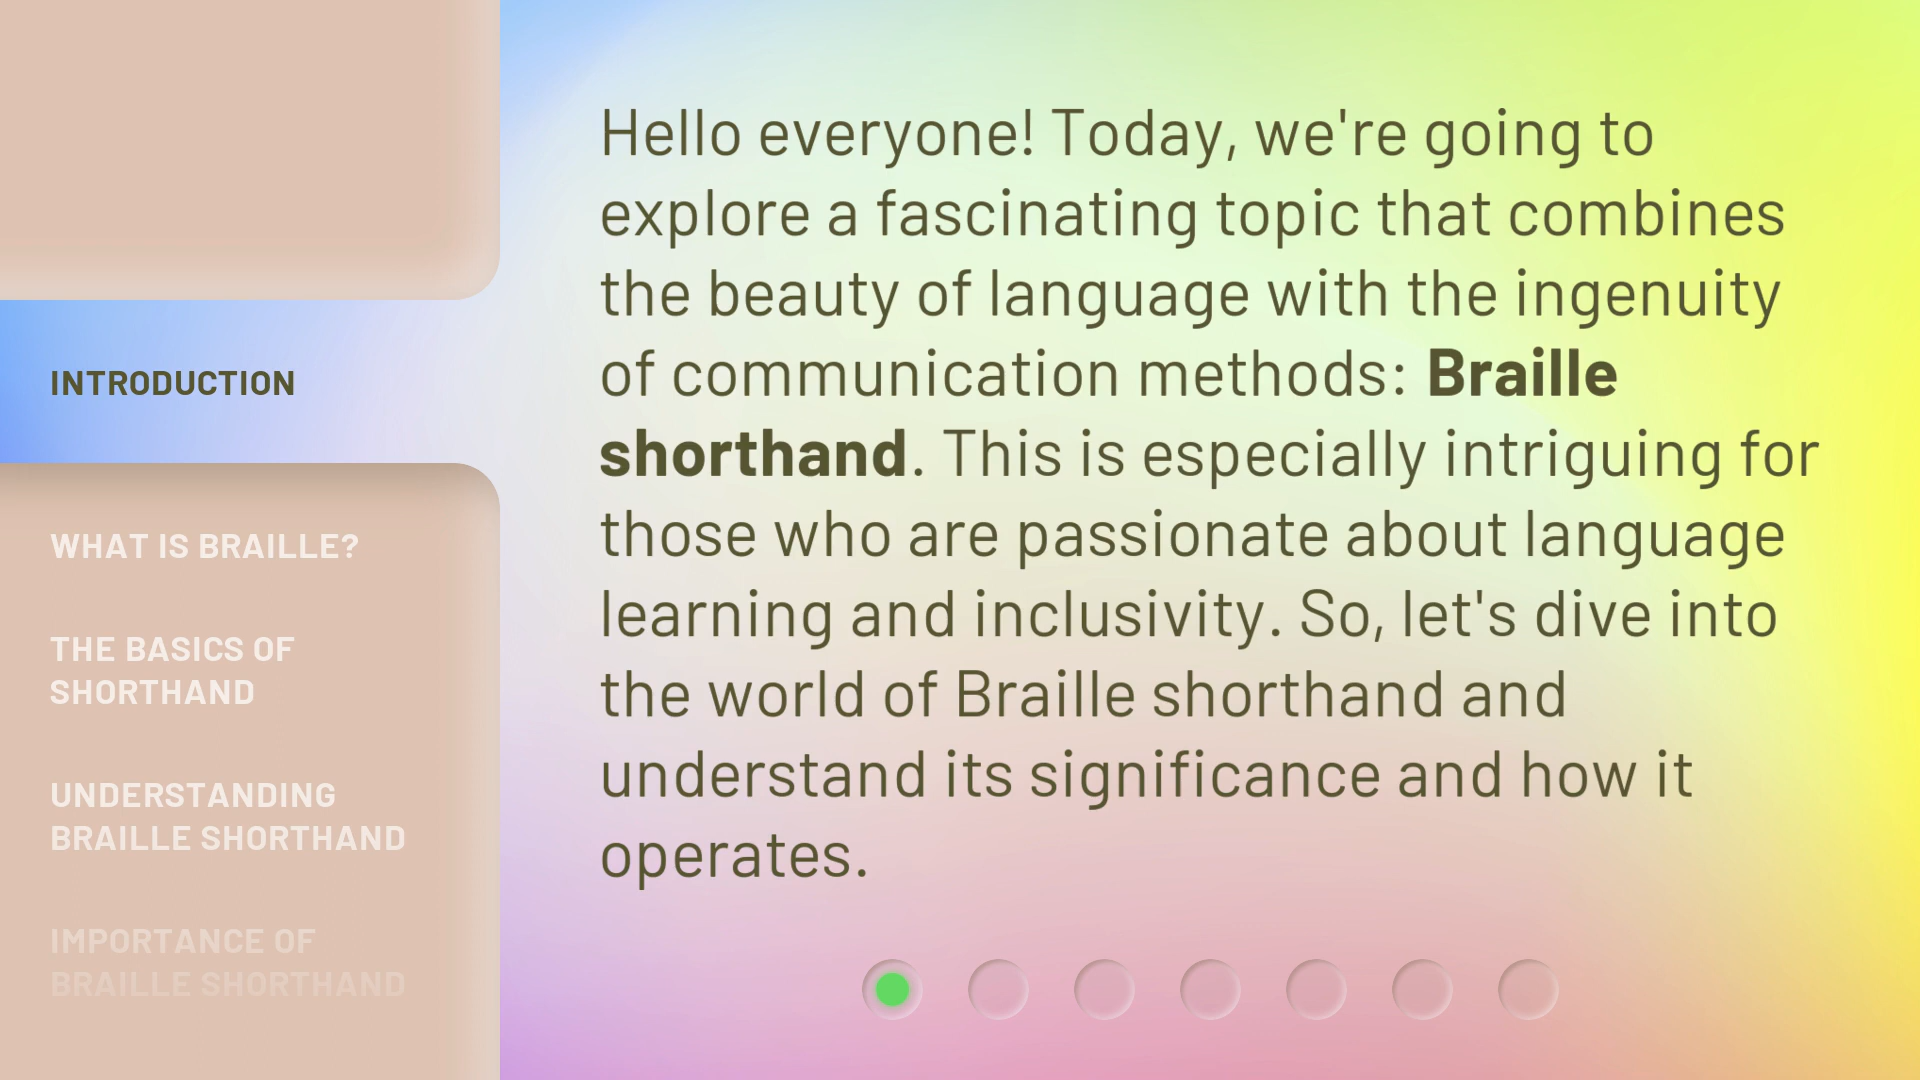 INTRODUCTION
WHAT IS BRAILLE?
THE BASICS OF
SHORTHAND
UNDERSTANDING
BRAILLE SHORTHAND
IMPORTANCE OF
BRAILLE SHORTHAND
Hello everyone! Today, we're going to
explore a fascinating topic that combines
the beauty of language with the ingenuity
of communication methods: Braille
shorthand. This is especially intriguing for
those who are passionate about language
learning and inclusivity. So, let's dive into
the world of Braille shorthand and
understand its significance and how it
operates.